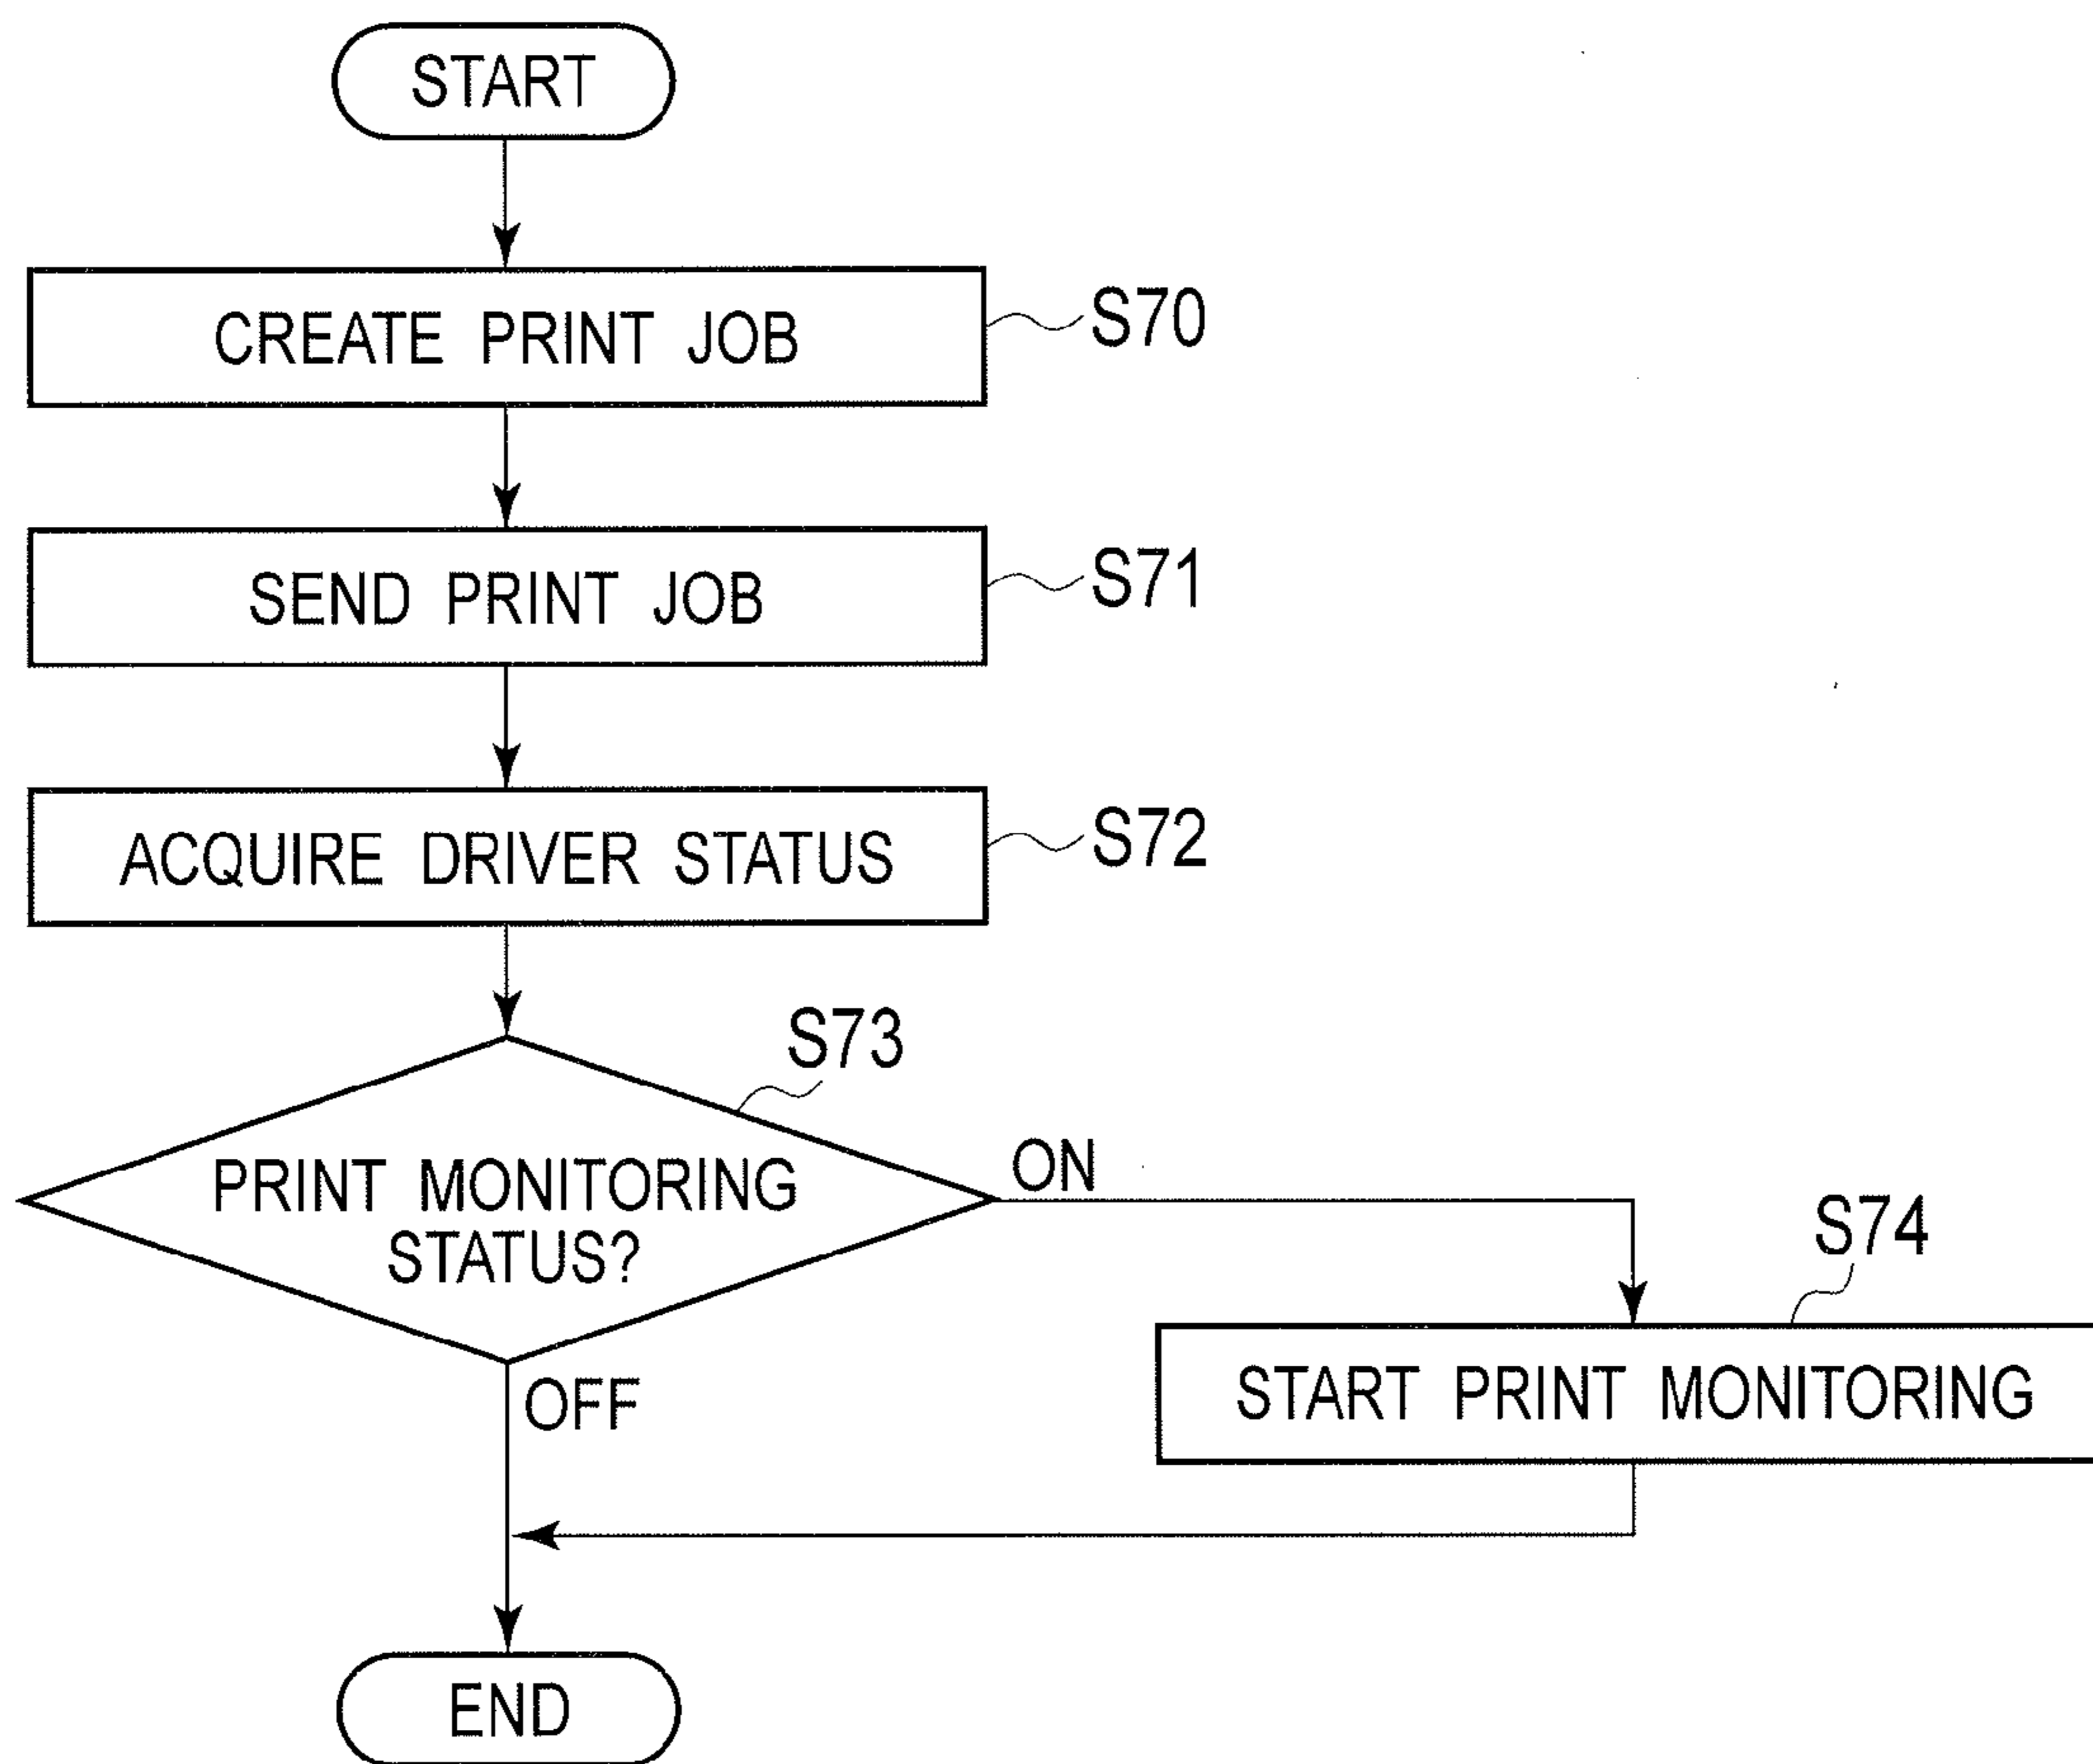 START
CREATE PRINT JOB
S70
SEND PRINT JOB
S71
ACQUIRE DRIVER STATUS
S72
S73
PRINT MONITORING
STATUS?
ON
OFF
S74
START PRINT MONITORING
END